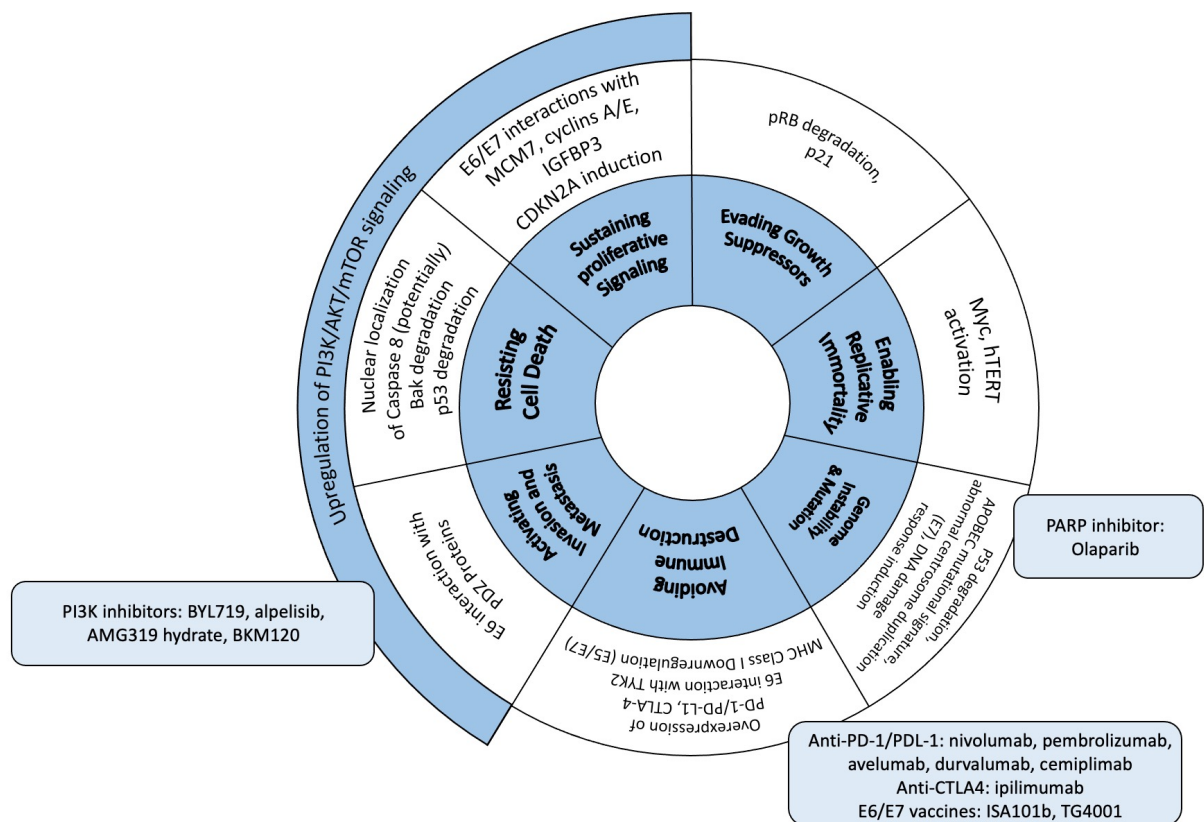 Upregulation of PI3K/AKT/mTOR signaling
E6/E7 interactions with
MCM7, cyclins A/E,
IGFBP3
CDKN2A induction
Sustaining
proliferative
Signaling
pRB degradation,
p21
Evading Growth
Suppressors
Myc, hTERT
activation
Enabling
Replicative
Immortality
P53 degradation,
APOBEC mutational signature,
abnormal centrosome duplication
(E7), DNA damage
response induction
Genome
Instability
& Mutation
PARP inhibitor:
Olaparib
Avoiding
Immune
Destruction
Overexpression of
PD-1/PD-L1, CTLA-4
E6 interaction with TYK2
MHC Class I Downregulation (E5/E7)
Anti-PD-1/PDL-1: nivolumab, pembrolizumab,
avelumab, durvalumab, cemiplimab
Anti-CTLA4: ipilimumab
E6/E7 vaccines: ISA101b, TG4001
Activating
Invasion and
Metastasis
E6 interaction with
PDZ Proteins
PI3K inhibitors: BYL719, alpelisib,
AMG319 hydrate, BKM120
Resisting
Cell Death
Nuclear localization
of Caspase 8 (potentially)
Bak degradation
p53 degradation